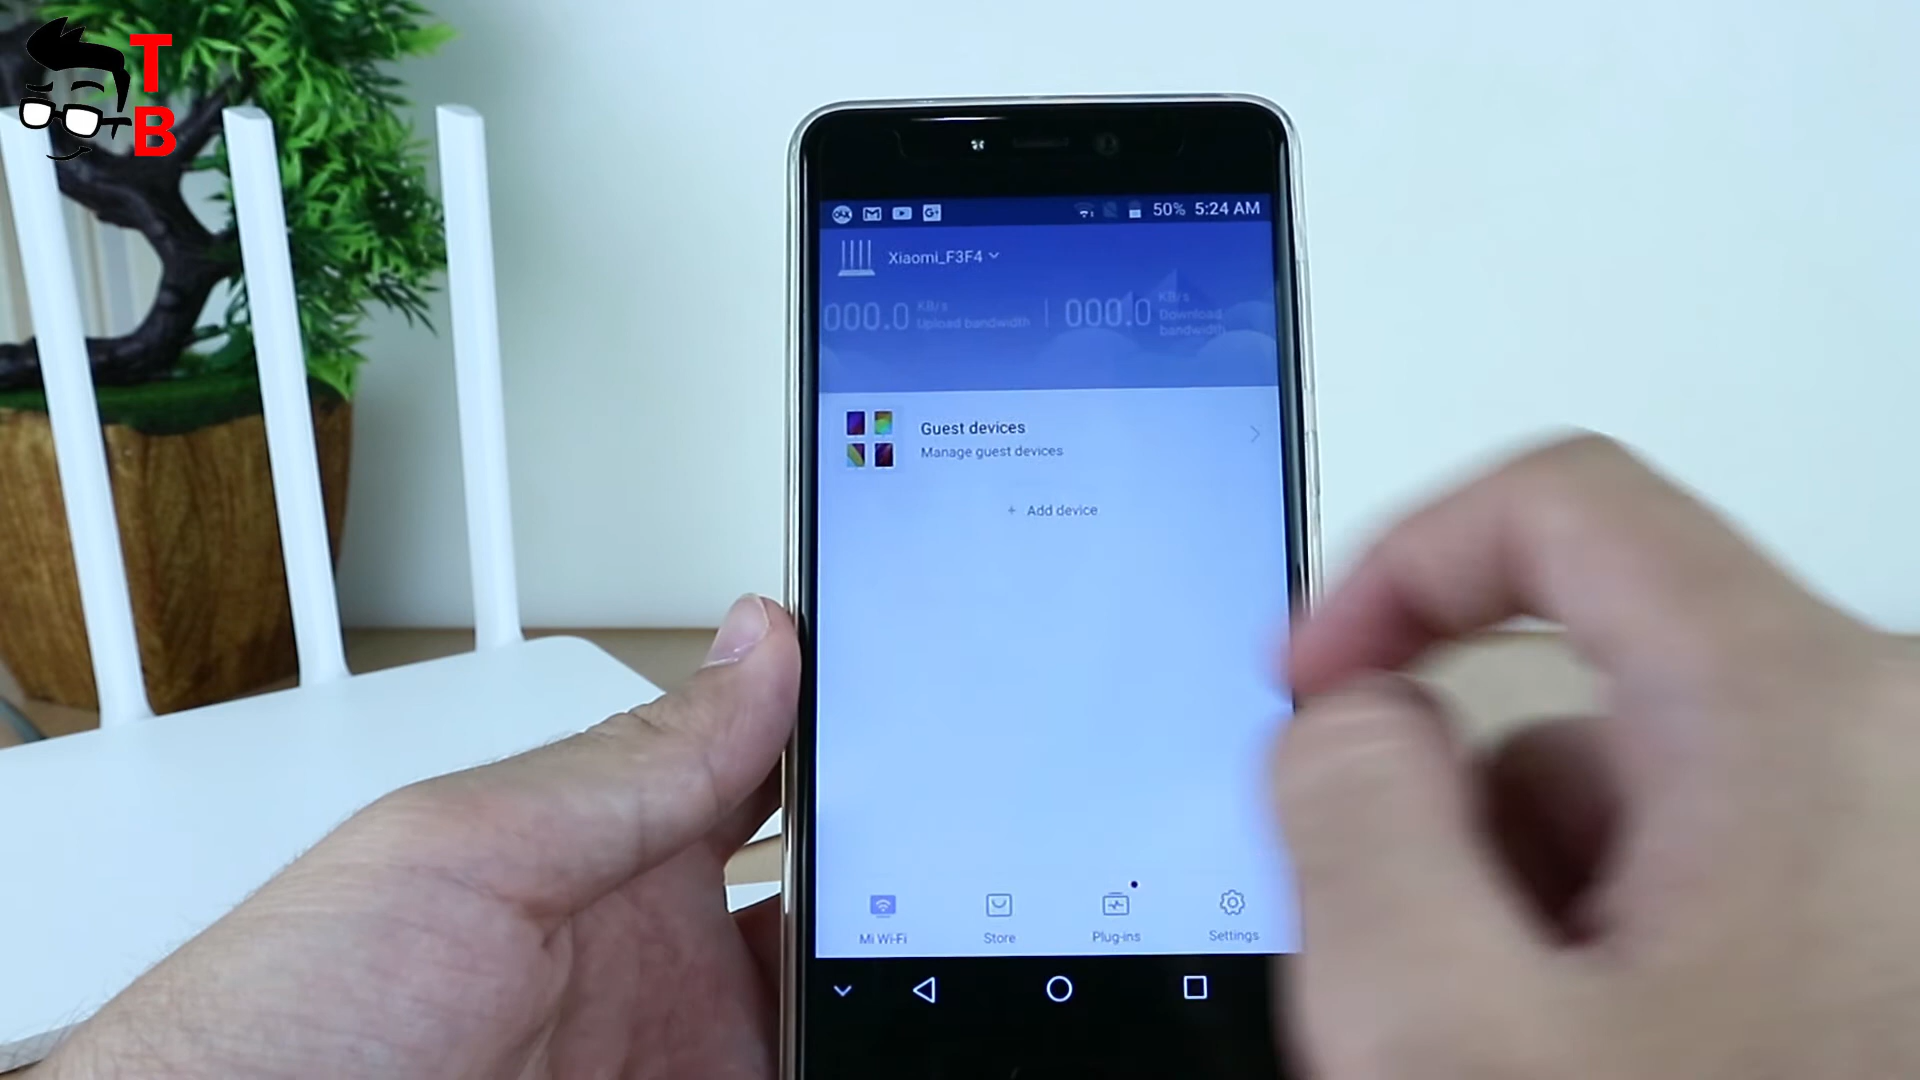 T
B
50% 5:24 AM
Xiaomi_F3F4
000.0 KB/s
Upload bandwidth
000.0 KB/s
Download
bandwidth
Guest devices
Manage guest devices
+ Add device
Mi Wi-Fi
Store
Plug-ins
Settings